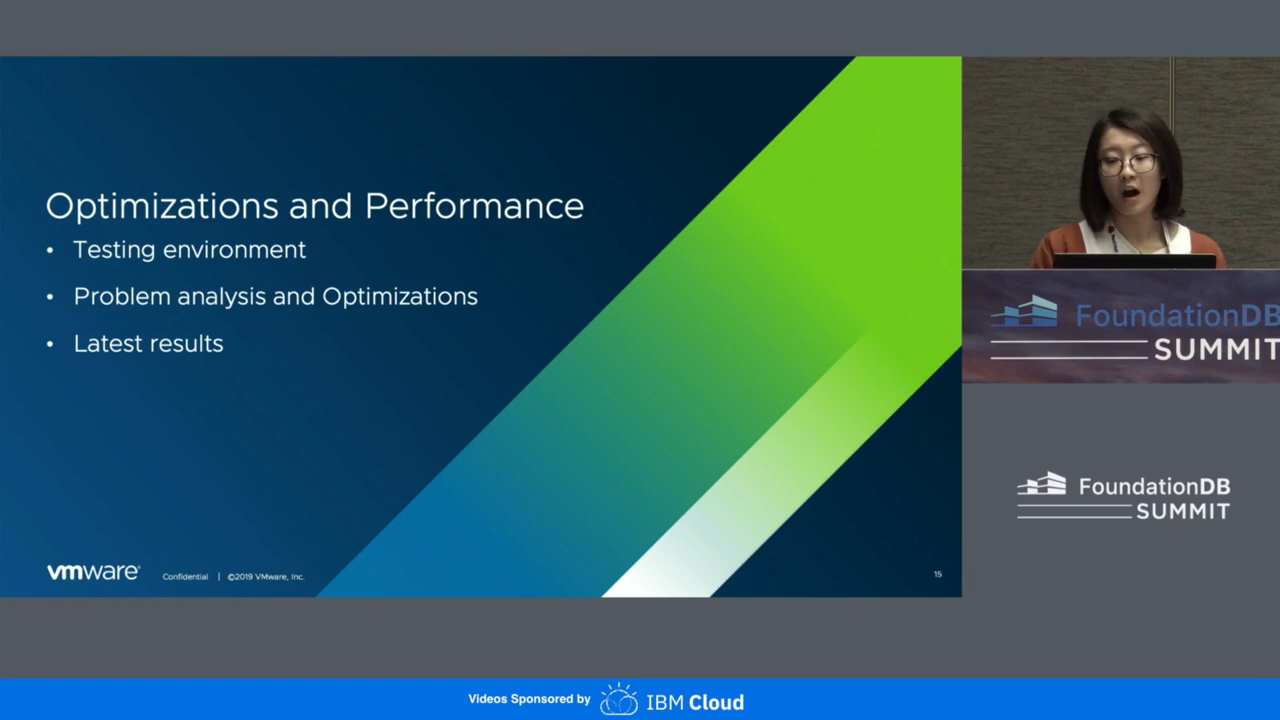 Optimizations and Performance
• Testing environment
• Problem analysis and Optimizations
• Latest results
vmware
Confidential | ©2019 VMware, Inc.
15
FoundationDB
SUMMIT
FoundationDB
SUMMIT
Videos Sponsored by IBM Cloud